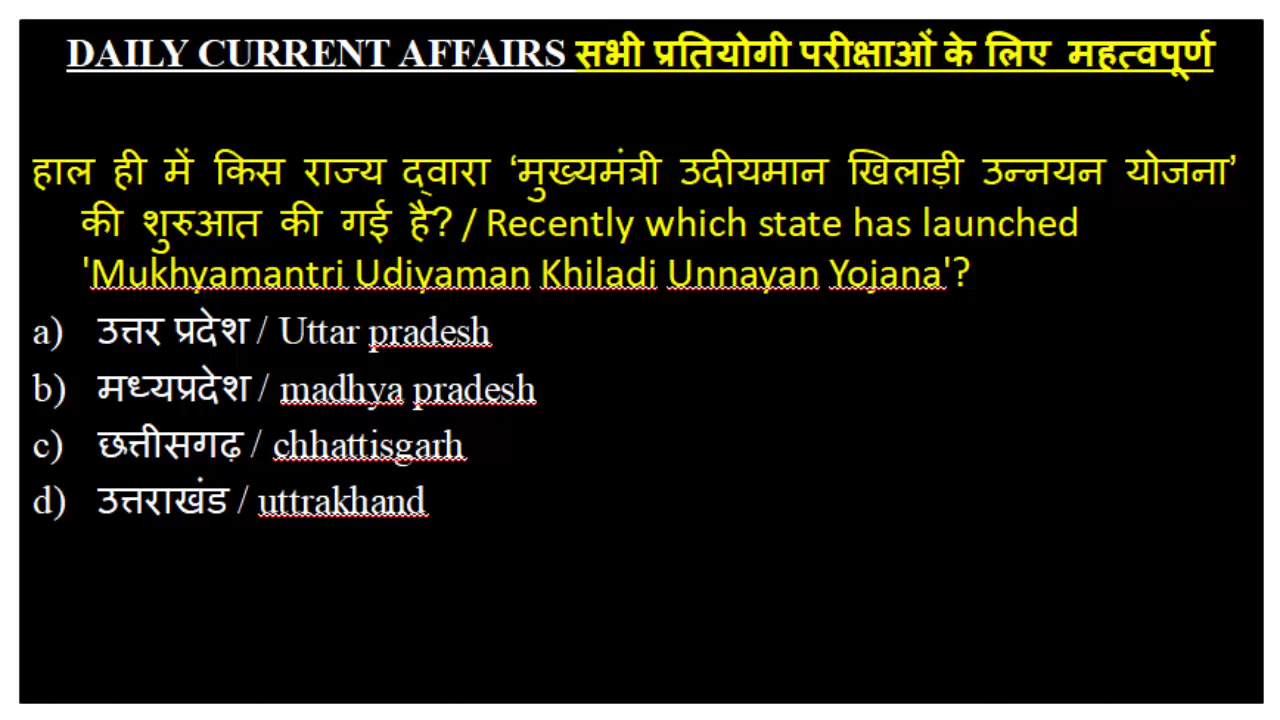 DAILY CURRENT AFFAIRS सभी प्रतियोगी परीक्षाओं के लिए महत्वपूर्ण
हाल ही में किस राज्य द्वारा ‘मुख्यमंत्री उदीयमान खिलाड़ी उन्नयन योजना’
की शुरुआत की गई है? / Recently which state has launched
'Mukhyamantri Udiyaman Khiladi Unnayan Yojana'?
a) उत्तर प्रदेश / Uttar pradesh
b) मध्यप्रदेश / madhya pradesh
c) छत्तीसगढ़ / chhattisgarh
d) उत्तराखंड / uttrakhand